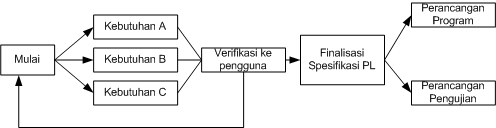 Mulai
Kebutuhan A
Kebutuhan B
Kebutuhan C
Verifikasi ke
pengguna
Finalisasi
Spesifikasi PL
Perancangan
Program
Perancangan
Pengujian